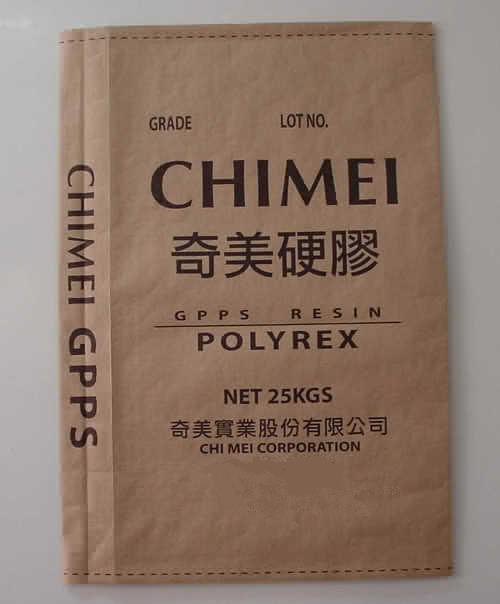 GRADE LOT NO.
CHIMEI
奇美硬膠
GPPS RESIN
POLYREX
NET 25KGS
奇美實業股份有限公司
CHI MEI CORPORATION
CHIMEI GPPS